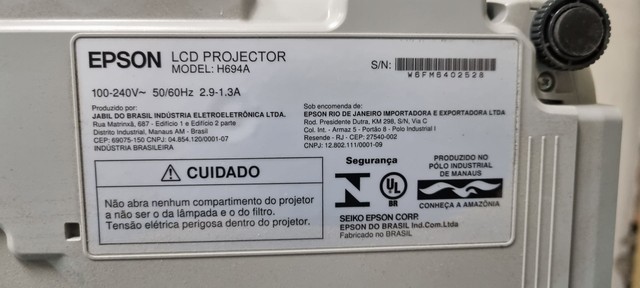 EPSON LCD PROJECTOR
MODEL: H694A
S/N:
W6FM6402528
100-240V~ 50/60Hz 2.9-1.3A
Produzido por:
JABIL DO BRASIL INDÚSTRIA ELETROELETRÔNICA LTDA.
Rua Matrinxã, 687 - Edifício 1 e Edifício 2 parte
Distrito Industrial, Manaus AM - Brasil
CEP: 69075-150 CNPJ: 04.854.120/0001-07
INDÚSTRIA BRASILEIRA
Sob encomenda de:
EPSON RIO DE JANEIRO IMPORTADORA E EXPORTADORA LTDA
Rod. Presidente Dutra, KM 298, S/N, Via C
Col. Int. - Armaz 5 - Portão 8 - Polo Industrial I
Resende - RJ - CEP: 27540-002
CNPJ: 12.802.111/0001-09
CUIDADO
Não abra nenhum compartimento do projetor
a não ser o da lâmpada e o do filtro.
Tensão elétrica perigosa dentro do projetor.
Segurança
UL
BR
PRODUZIDO NO
PÓLO INDUSTRIAL
DE MANAUS
CONHEÇA A AMAZÔNIA
SEIKO EPSON CORP.
EPSON DO BRASIL Ind.Com.Ltda
Fabricado no BRASIL